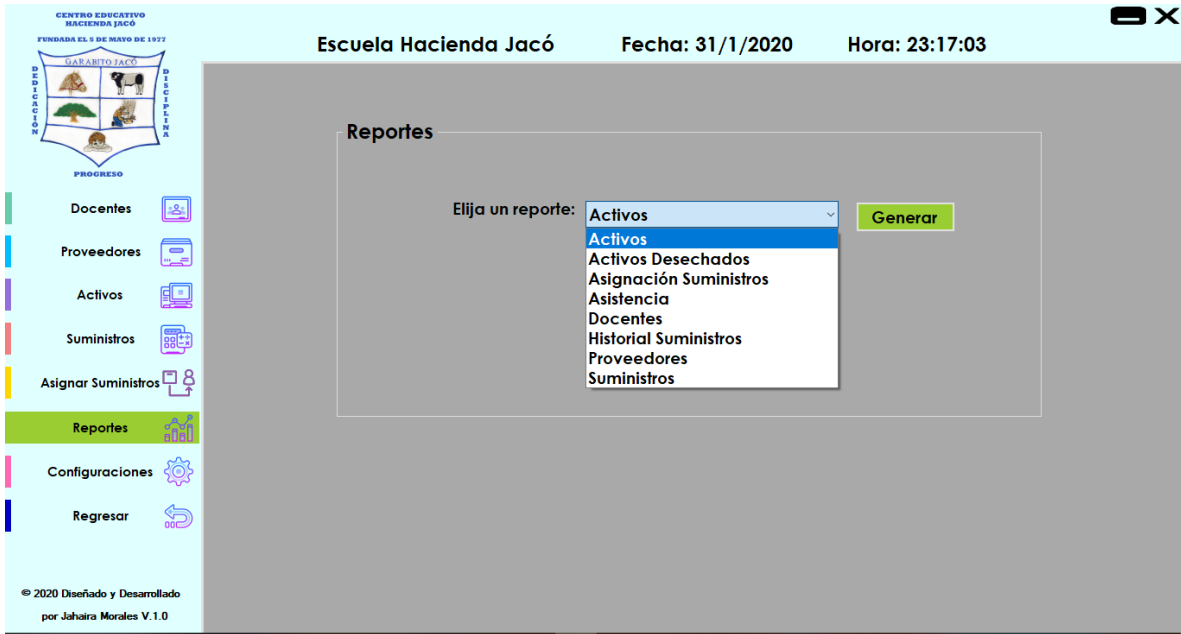 CENTRO EDUCATIVO
HACIENDA JACÓ
FUNDADA EL 5 DE MAYO DE 1977
GARABITO JACÓ
DEDICACIÓN
DISCIPLINA
PROGRESO
Escuela Hacienda Jacó
Fecha: 31/1/2020
Hora: 23:17:03
Docentes
Proveedores
Activos
Suministros
Asignar Suministros
Reportes
Configuraciones
Regresar
© 2020 Diseñado y Desarrollado
por Jahaira Morales V.1.0
Reportes
Elija un reporte:
Activos
Generar
Activos
Activos Desechados
Asignación Suministros
Asistencia
Docentes
Historial Suministros
Proveedores
Suministros